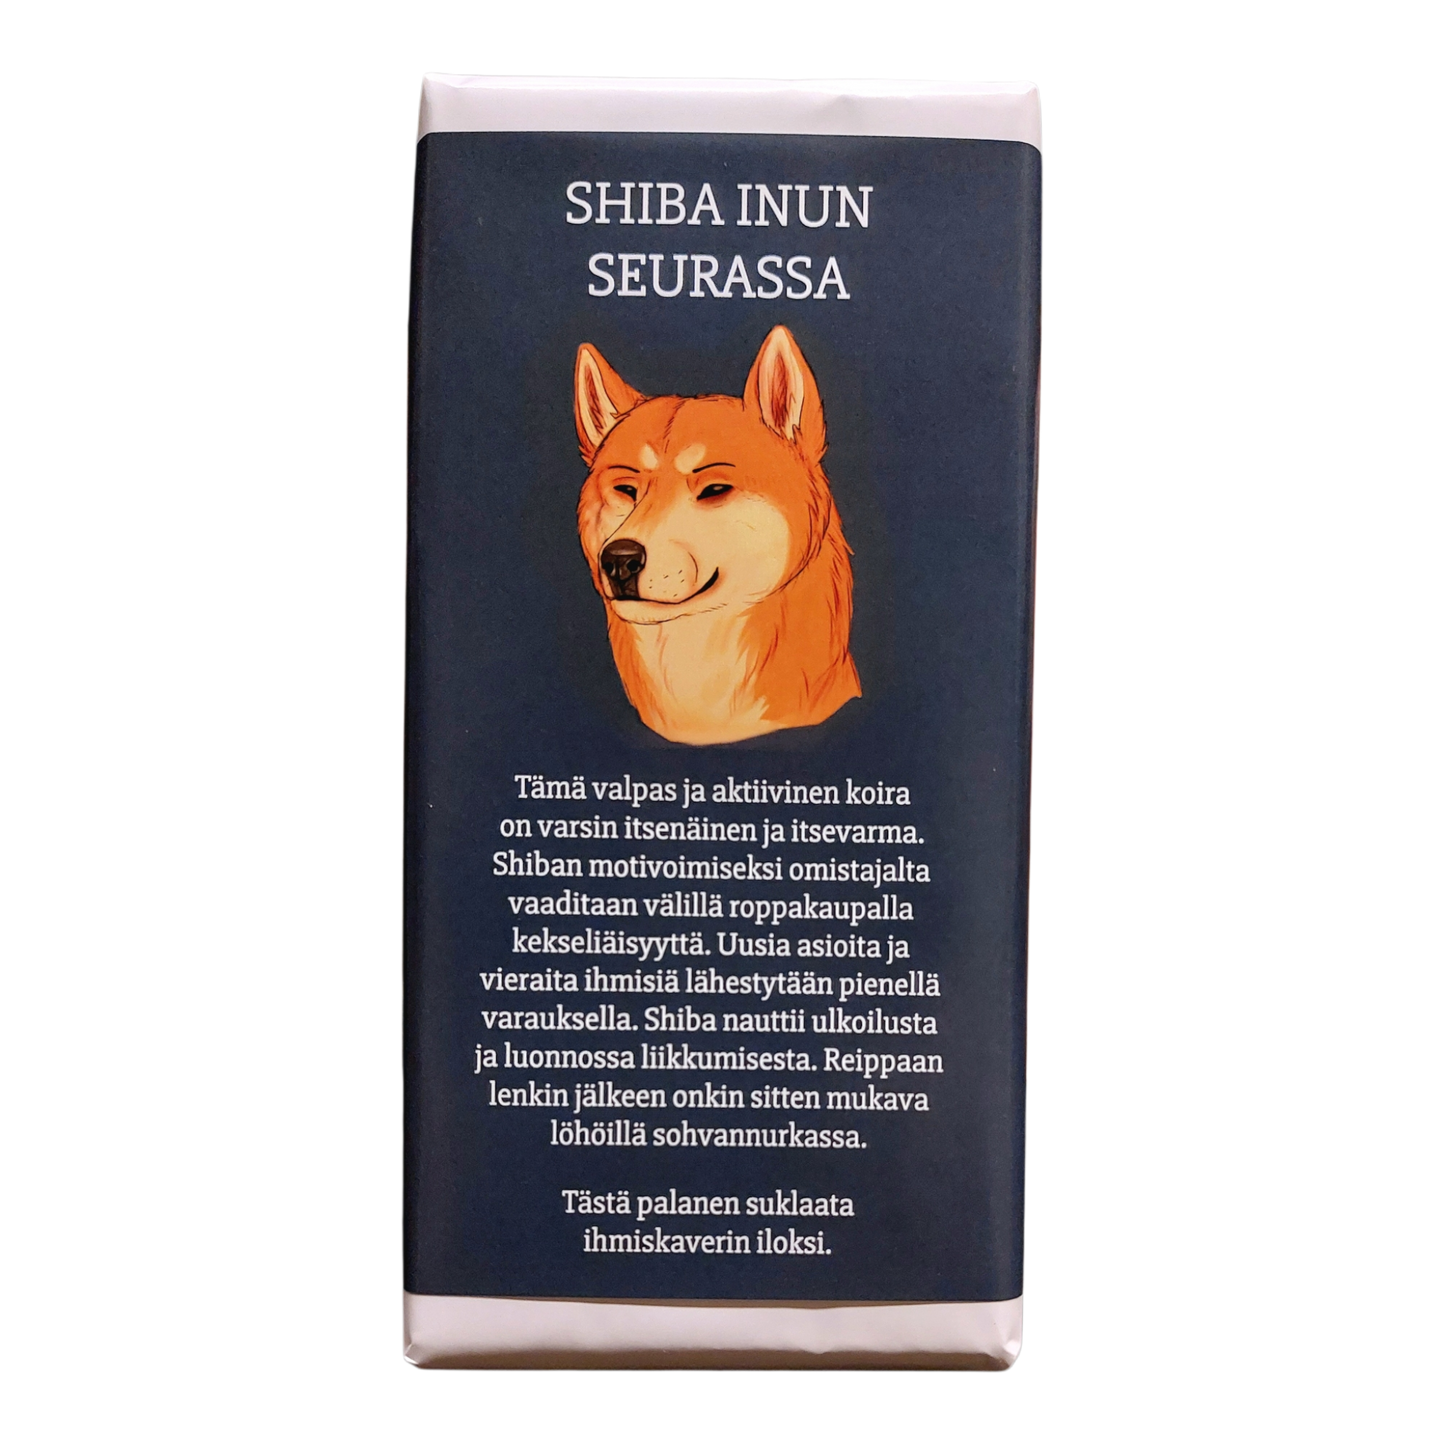 SHIBA INUN
SEURASSA
Tämä valpas ja aktiivinen koira
on varsin itsenäinen ja itsevarma.
Shiban motivoimiseksi omistajalta
vaaditaan välillä roppakaupalla
kekseliäisyyttä. Uusia asioita ja
vieraita ihmisiä lähestytään pienellä
varauksella. Shiba nauttii ulkoilusta
ja luonnossa liikkumisesta. Reippaan
lenkin jälkeen onkin sitten mukava
löhöillä sohvannurkassa.
Tästä palanen suklaata
ihmiskaverin iloksi.